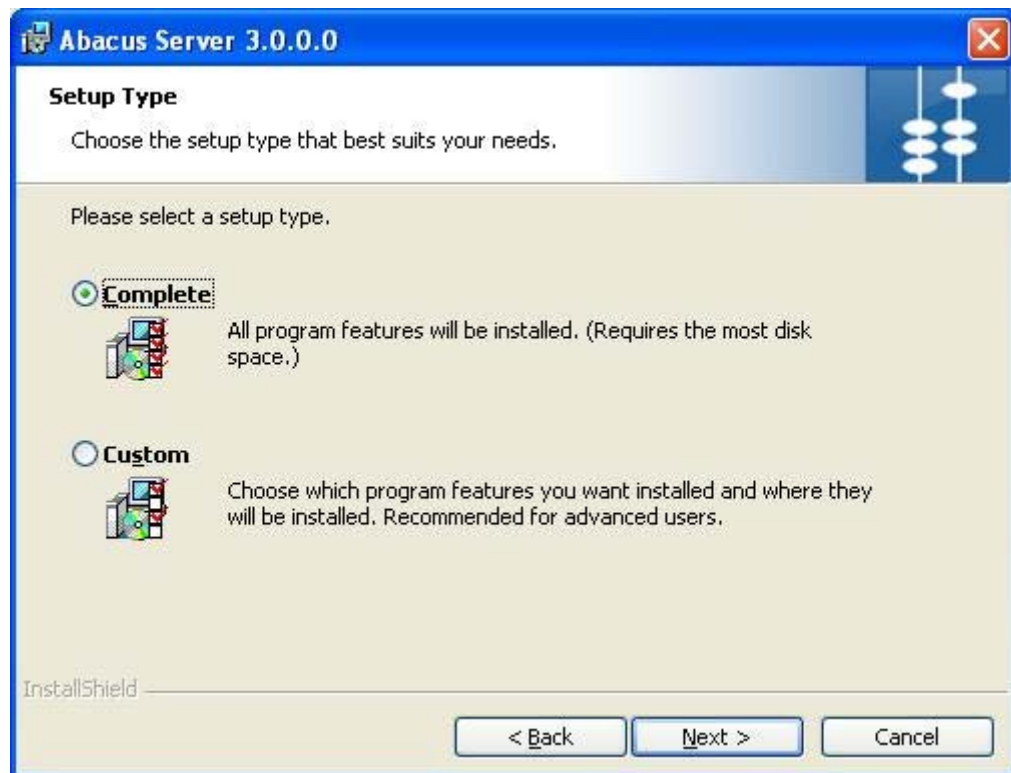 Abacus Server 3.0.0.0
Setup Type
Choose the setup type that best suits your needs.
Please select a setup type.
Complete
All program features will be installed. (Requires the most disk
space.)
Custom
Choose which program features you want installed and where they
will be installed. Recommended for advanced users.
InstallShield
< Back
Next >
Cancel